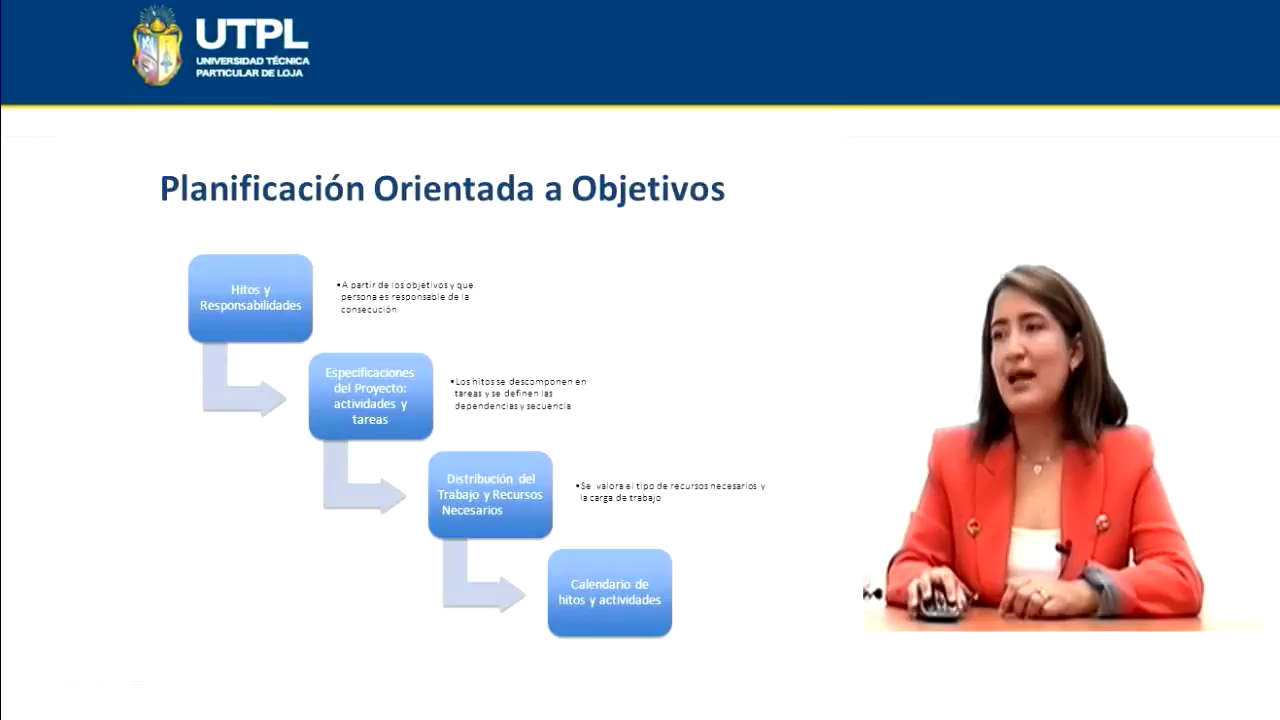 UTPL
UNIVERSIDAD TÉCNICA
PARTICULAR DE LOJA
Planificación Orientada a Objetivos
Hitos y
Responsabilidades
•A partir de los objetivos y que
persona es responsable de la
consecución
Especificaciones
del Proyecto:
actividades y
tareas
•Los hitos se descomponen en
tareas y se definen las
dependencias y secuencia
Distribución del
Trabajo y Recursos
Necesarios
•Se valora el tipo de recursos necesarios y
la carga de trabajo
Calendario de
hitos y actividades